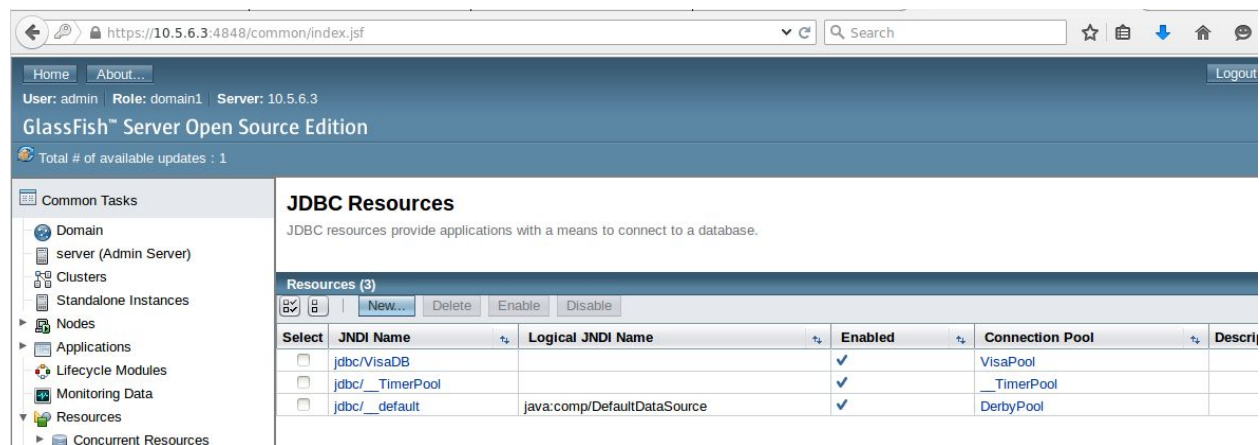 https://10.5.6.3:4848/common/index.jsf
Search
Home About...
Logout
User: admin Role: domain1 Server: 10.5.6.3
GlassFish™ Server Open Source Edition
Total # of available updates : 1
Common Tasks
Domain
server (Admin Server)
Clusters
Standalone Instances
Nodes
Applications
Lifecycle Modules
Monitoring Data
Resources
Concurrent Resources
JDBC Resources
JDBC resources provide applications with a means to connect to a database.
Resources (3)
New... Delete Enable Disable
Select JNDI Name Logical JNDI Name Enabled Connection Pool Descrip
jdbc/VisaDB VisaPool
jdbc/__TimerPool __TimerPool
jdbc/__default java:comp/DefaultDataSource DerbyPool